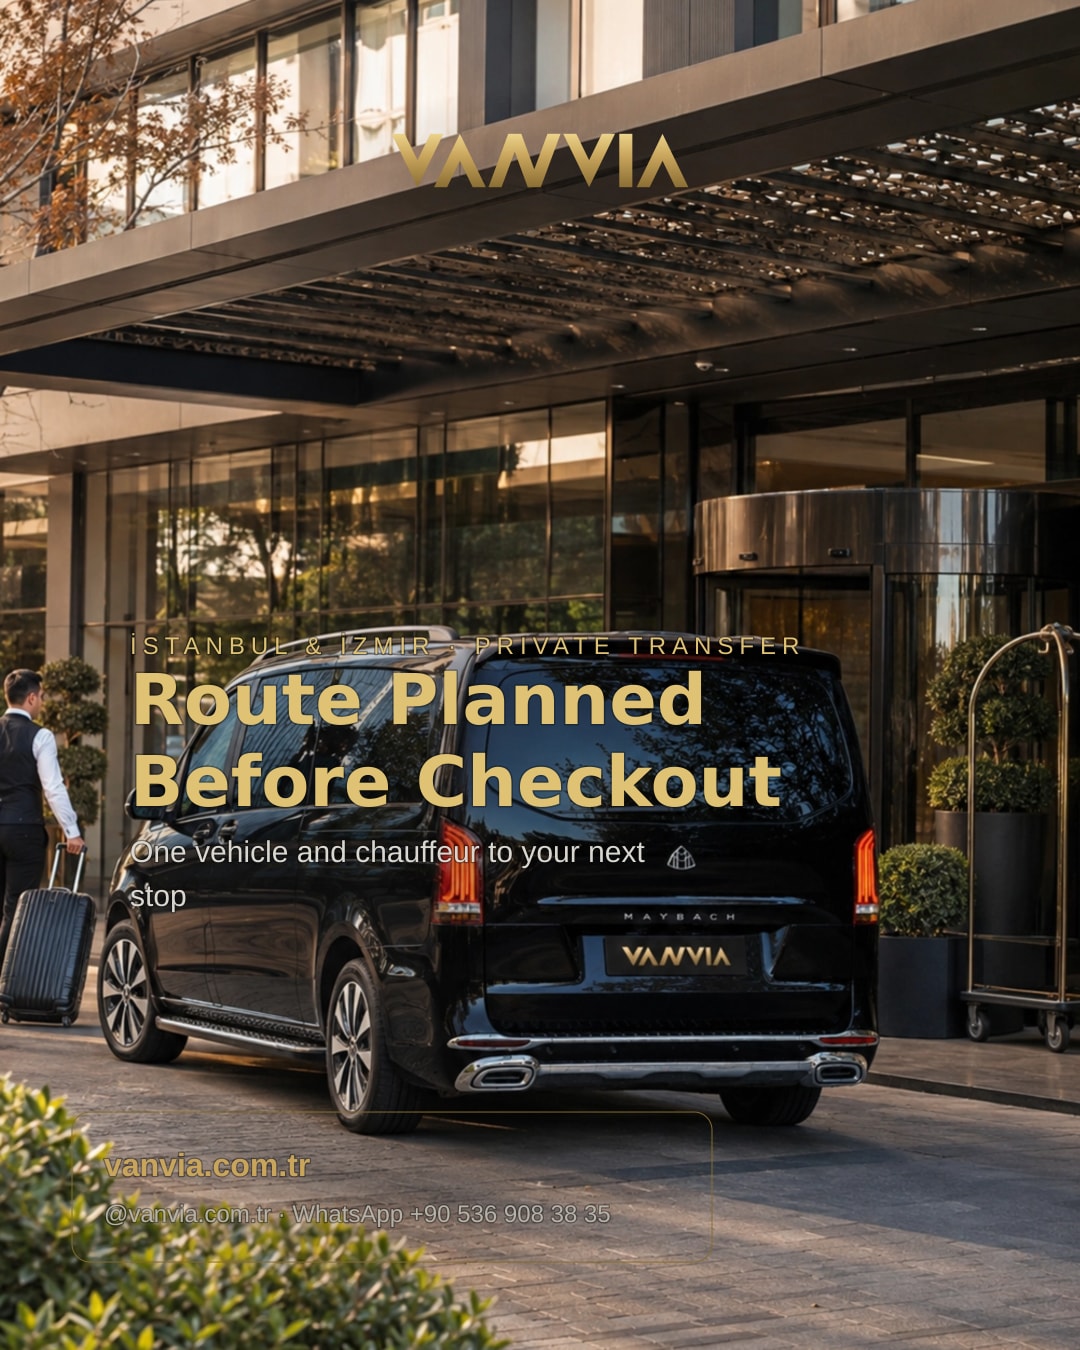 VANVIA
İSTANBUL & İZMİR · PRIVATE TRANSFER
Route Planned
Before Checkout
One vehicle and chauffeur to your next
stop
MAYBACH
VANVIA
vanvia.com.tr
@vanvia.com.tr · WhatsApp +90 536 908 38 35